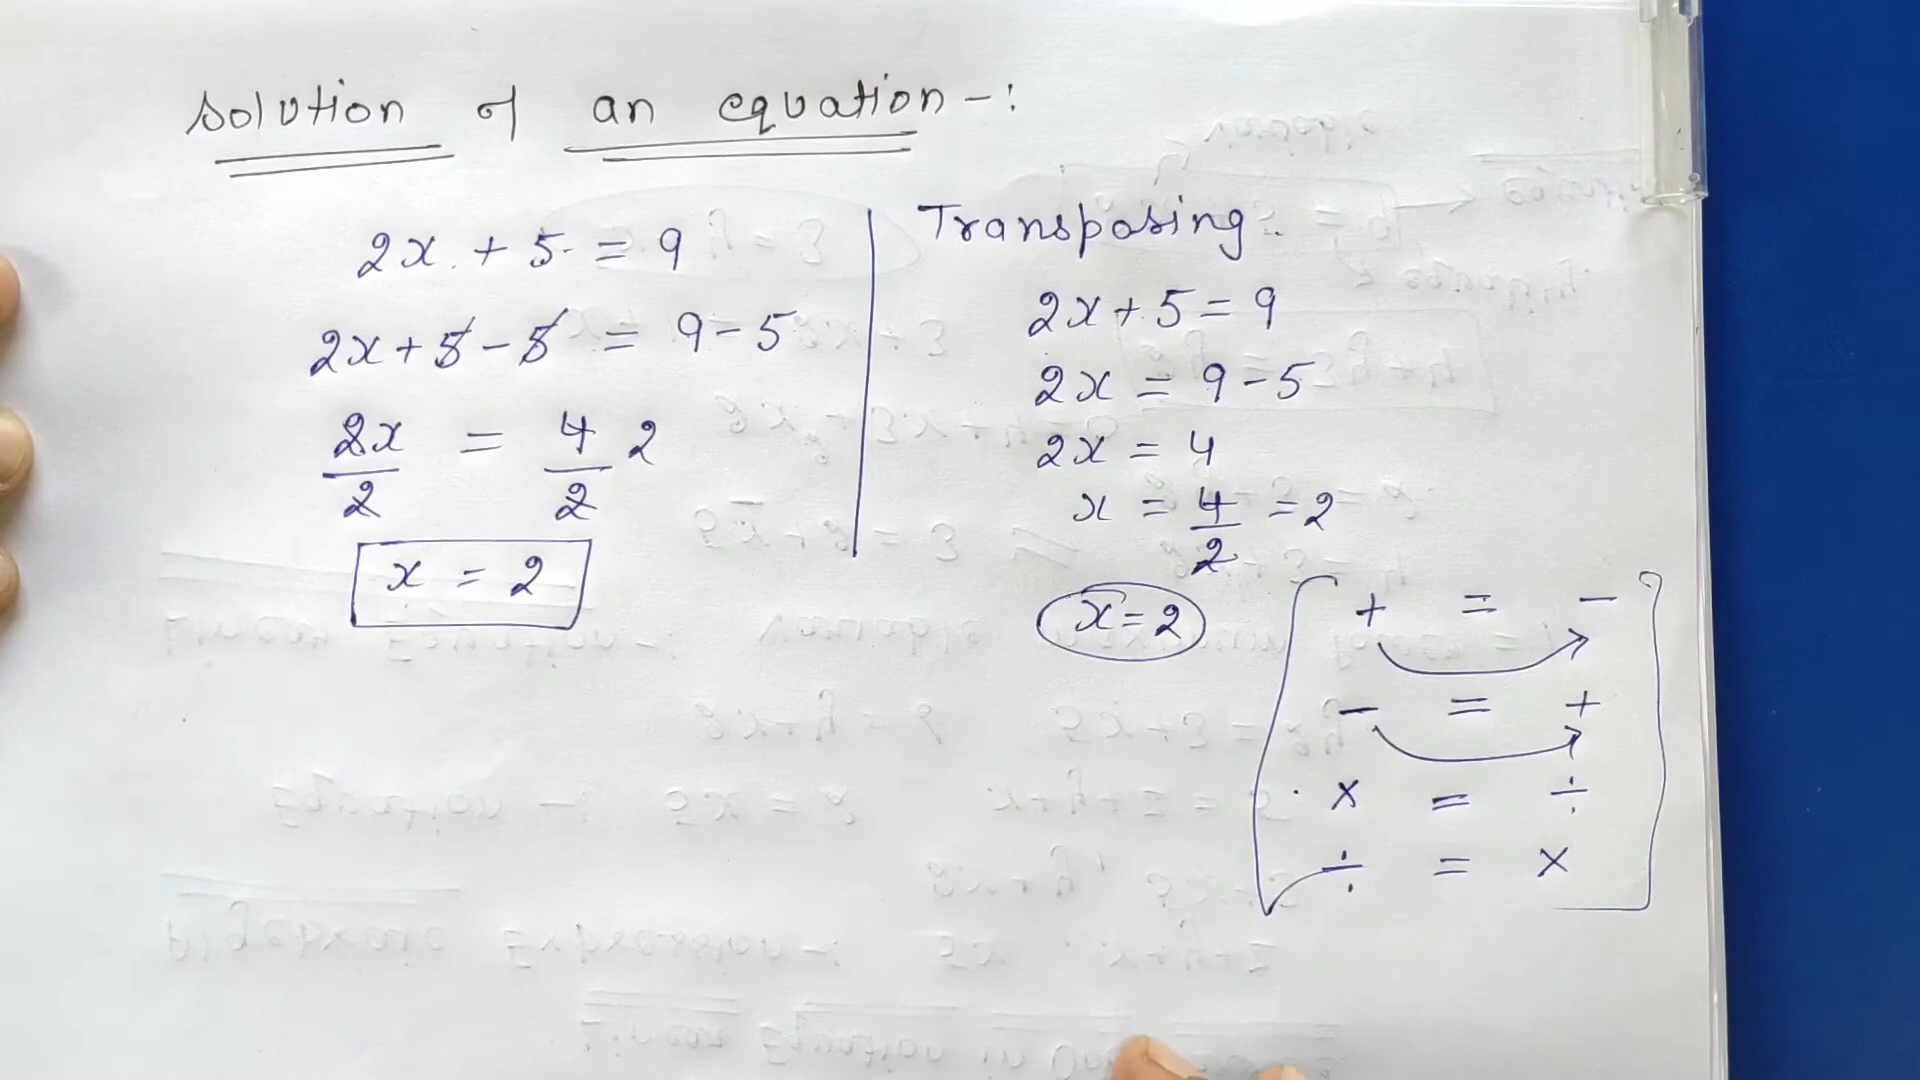 Solution of an equation -:
2x + 5 = 9
2x + 5 - 5 = 9 - 5
2x/2 = 4/2 2
x = 2
Transposing.
2x + 5 = 9
2x = 9 - 5
2x = 4
x = 4/2 = 2
x = 2
+ = -
- = +
× = ÷
÷ = ×